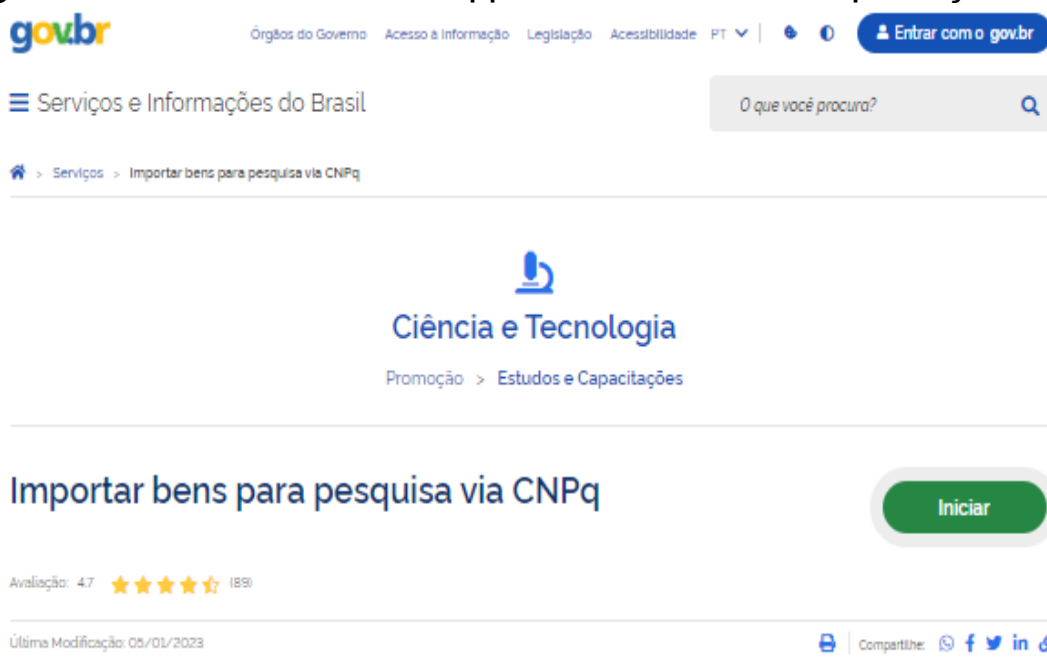 gov.br
Órgãos do Governo Acesso à Informação Legislação Acessibilidade PT
Entrar com o gov.br
Serviços e Informações do Brasil
O que você procura?
> Serviços > Importar bens para pesquisa via CNPq
Ciência e Tecnologia
Promoção > Estudos e Capacitações
Importar bens para pesquisa via CNPq
Iniciar
Avaliação: 4.7 (89)
Última Modificação: 05/01/2023
Compartilhe: